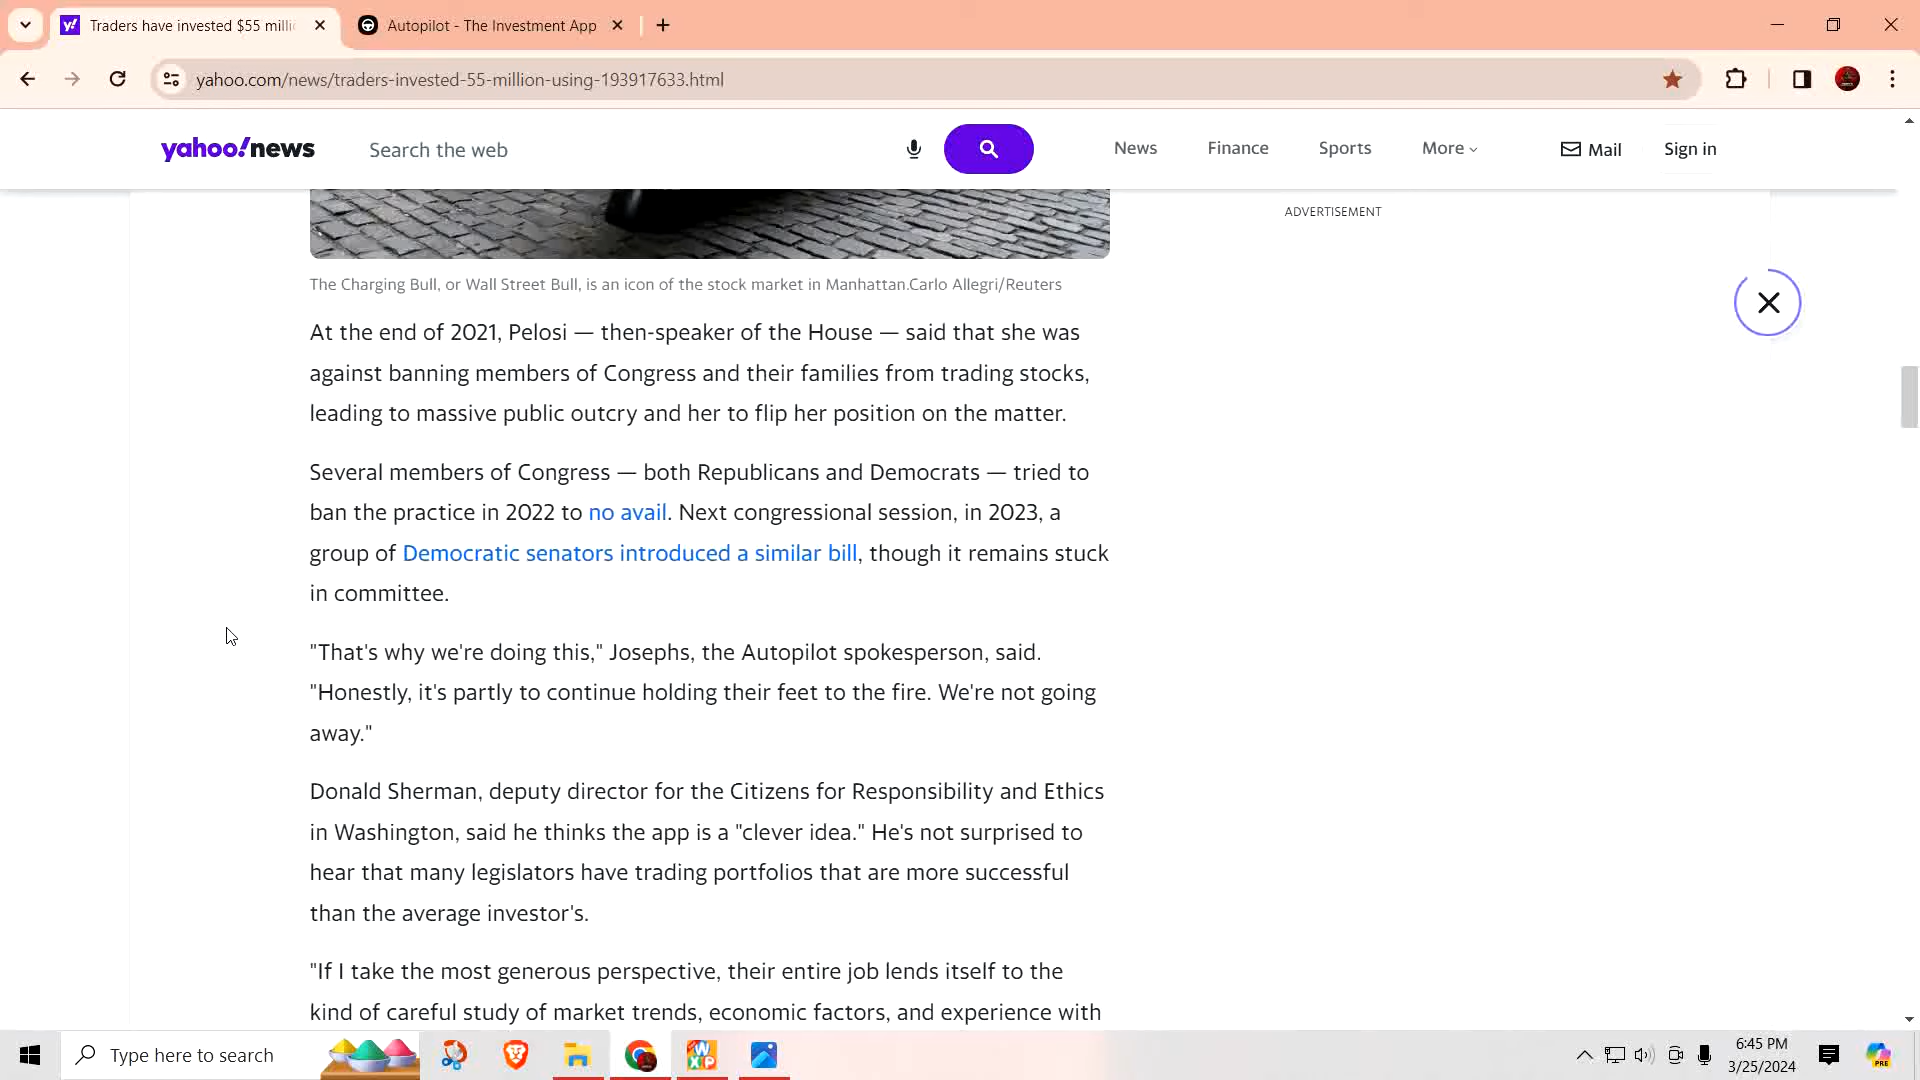 Traders have invested $55 milli
Autopilot - The Investment App
yahoo.com/news/traders-invested-55-million-using-193917633.html
yahoo!news
Search the web
News
Finance
Sports
More
Mail
Sign in
ADVERTISEMENT
The Charging Bull, or Wall Street Bull, is an icon of the stock market in Manhattan.Carlo Allegri/Reuters
At the end of 2021, Pelosi — then-speaker of the House — said that she was
against banning members of Congress and their families from trading stocks,
leading to massive public outcry and her to flip her position on the matter.
Several members of Congress — both Republicans and Democrats — tried to
ban the practice in 2022 to no avail. Next congressional session, in 2023, a
group of Democratic senators introduced a similar bill, though it remains stuck
in committee.
"That's why we're doing this," Josephs, the Autopilot spokesperson, said.
"Honestly, it's partly to continue holding their feet to the fire. We're not going
away."
Donald Sherman, deputy director for the Citizens for Responsibility and Ethics
in Washington, said he thinks the app is a "clever idea." He's not surprised to
hear that many legislators have trading portfolios that are more successful
than the average investor's.
"If I take the most generous perspective, their entire job lends itself to the
kind of careful study of market trends, economic factors, and experience with
Type here to search
6:45 PM
3/25/2024
PRE